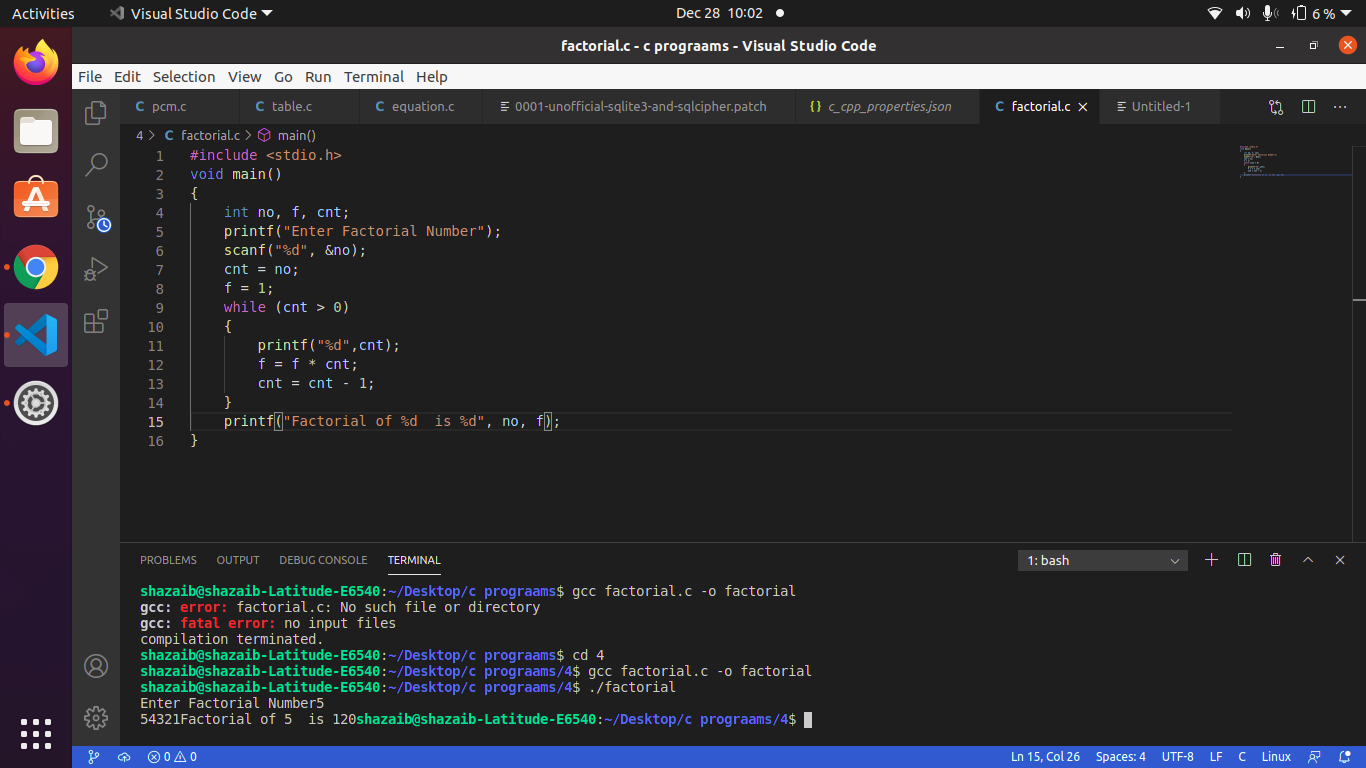 Activities Visual Studio Code Dec 28 10:02 6 %
factorial.c - c prograams - Visual Studio Code
File Edit Selection View Go Run Terminal Help
C pcm.c C table.c C equation.c 0001-unofficial-sqlite3-and-sqlcipher.patch {} c_cpp_properties.json C factorial.c Untitled-1 ...
4 > C factorial.c > main()
1 #include <stdio.h>
2 void main()
3 {
4 int no, f, cnt;
5 printf("Enter Factorial Number");
6 scanf("%d", &no);
7 cnt = no;
8 f = 1;
9 while (cnt > 0)
10 {
11 printf("%d",cnt);
12 f = f * cnt;
13 cnt = cnt - 1;
14 }
15 printf("Factorial of %d  is %d", no, f);
16 }
PROBLEMS OUTPUT DEBUG CONSOLE TERMINAL 1: bash
shazaib@shazaib-Latitude-E6540:~/Desktop/c prograams$ gcc factorial.c -o factorial
gcc: error: factorial.c: No such file or directory
gcc: fatal error: no input files
compilation terminated.
shazaib@shazaib-Latitude-E6540:~/Desktop/c prograams$ cd 4
shazaib@shazaib-Latitude-E6540:~/Desktop/c prograams/4$ gcc factorial.c -o factorial
shazaib@shazaib-Latitude-E6540:~/Desktop/c prograams/4$ ./factorial
Enter Factorial Number5
54321Factorial of 5  is 120shazaib@shazaib-Latitude-E6540:~/Desktop/c prograams/4$
0 0 Ln 15, Col 26 Spaces: 4 UTF-8 LF C Linux